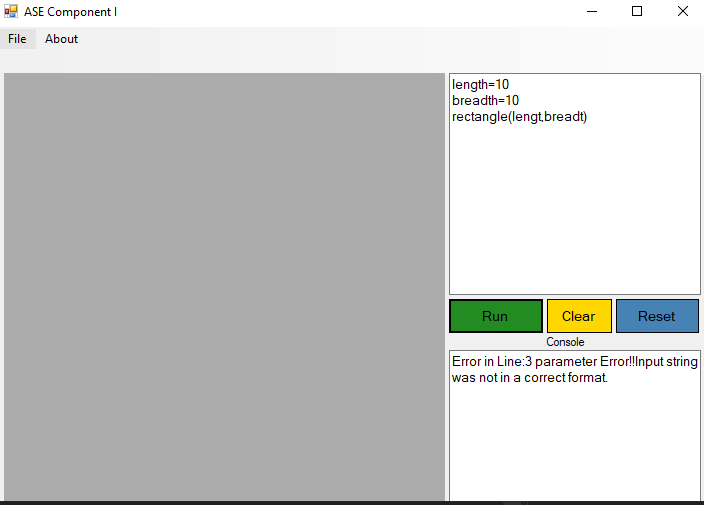 ASE Component I
File About
length=10
breadth=10
rectangle(lengt,breadt)
Run Clear Reset
Console
Error in Line:3 parameter Error!!Input string
was not in a correct format.